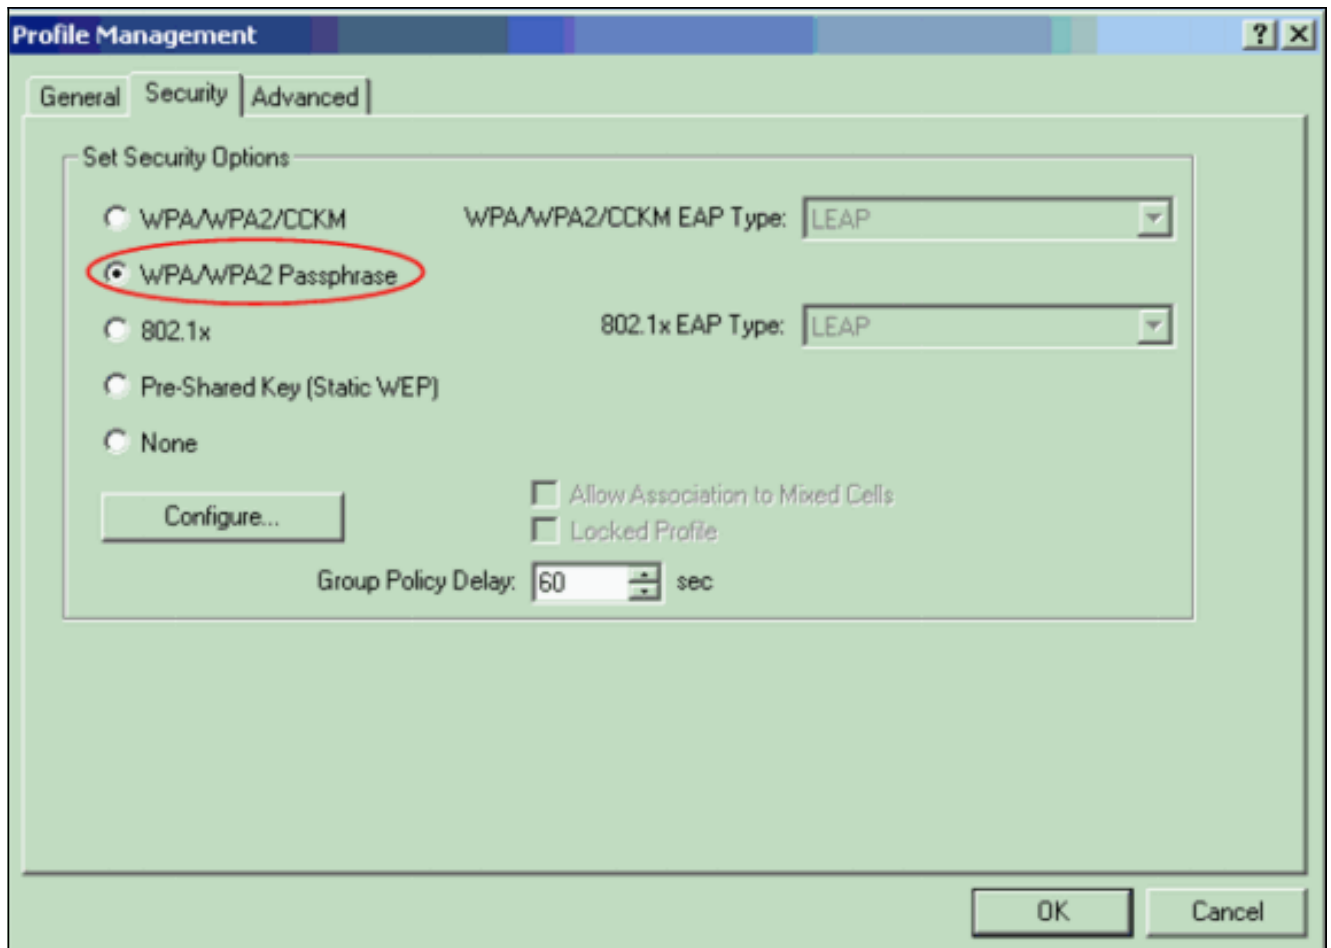 Profile Management
General Security Advanced
Set Security Options
WPA/WPA2/CCKM WPA/WPA2/CCKM EAP Type: LEAP
WPA/WPA2 Passphrase
802.1x 802.1x EAP Type: LEAP
Pre-Shared Key (Static WEP)
None
Allow Association to Mixed Cells
Configure...
Locked Profile
Group Policy Delay: 60 sec
OK Cancel